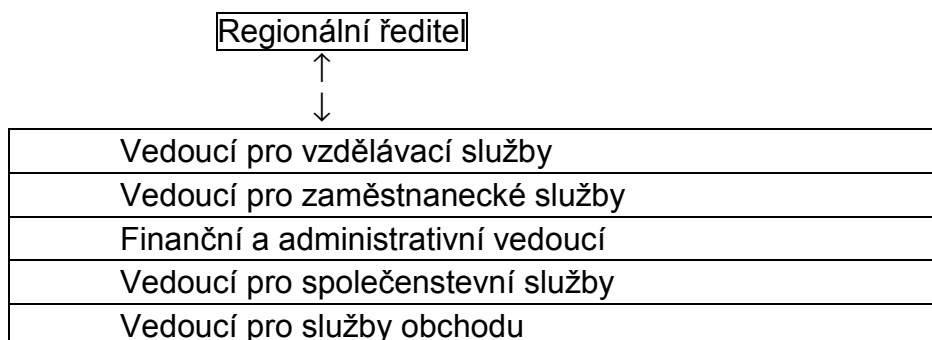 Regionální ředitel
↑
↓
Vedoucí pro vzdělávací služby
Vedoucí pro zaměstnanecké služby
Finanční a administrativní vedoucí
Vedoucí pro společenstevní služby
Vedoucí pro služby obchodu